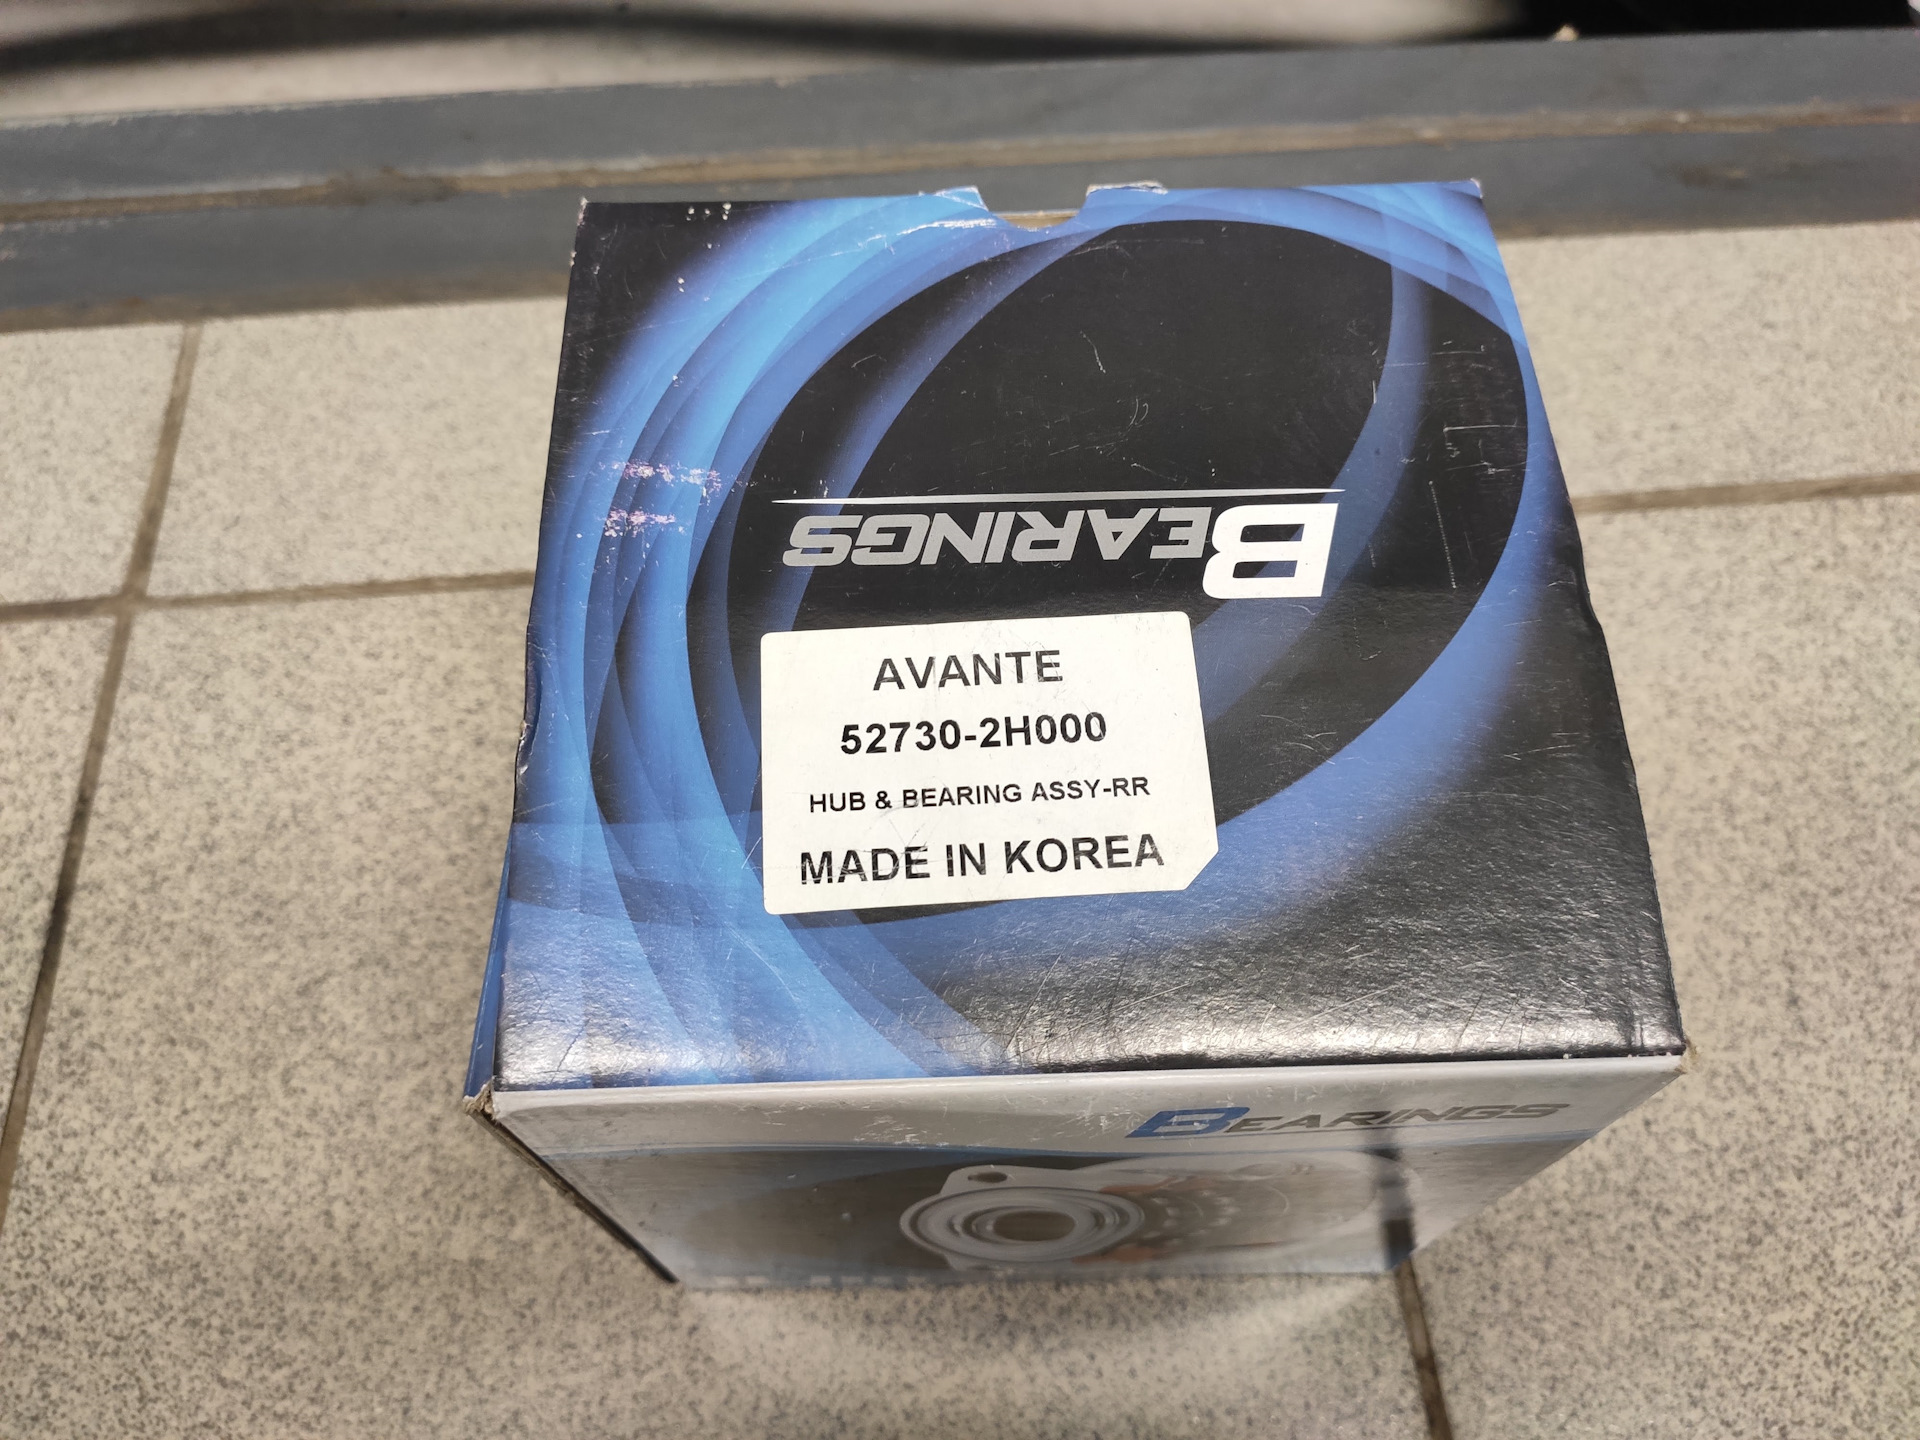 BEARINGS
AVANTE
52730-2H000
HUB & BEARING ASSY-RR
MADE IN KOREA
BEARINGS